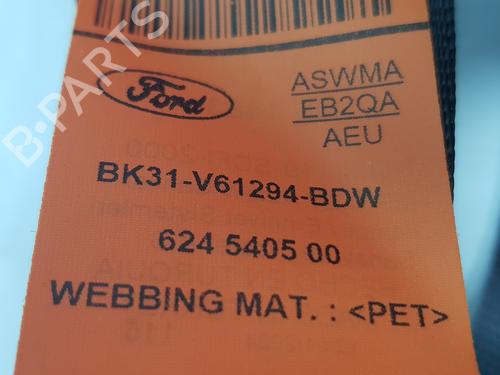 B-PARTS
Ford
ASWMA
EB2QA
AEU
BK31-V61294-BDW
624 5405 00
WEBBING MAT. : <PET>